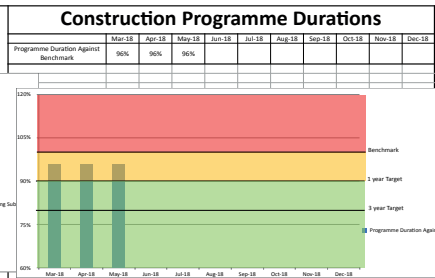 Construction Programme Durations
Mar-18 Apr-18 May-18 Jun-18 Jul-18 Aug-18 Sep-18 Oct-18 Nov-18 Dec-18
Programme Duration Against
Benchmark
96% 96% 96%
120%
105%
Benchmark
90%
1 year Target
ng Sub
3 year Target
75%
Programme Duration Again
60%
Mar-18 Apr-18 May-18 Jun-18 Jul-18 Aug-18 Sep-18 Oct-18 Nov-18 Dec-18